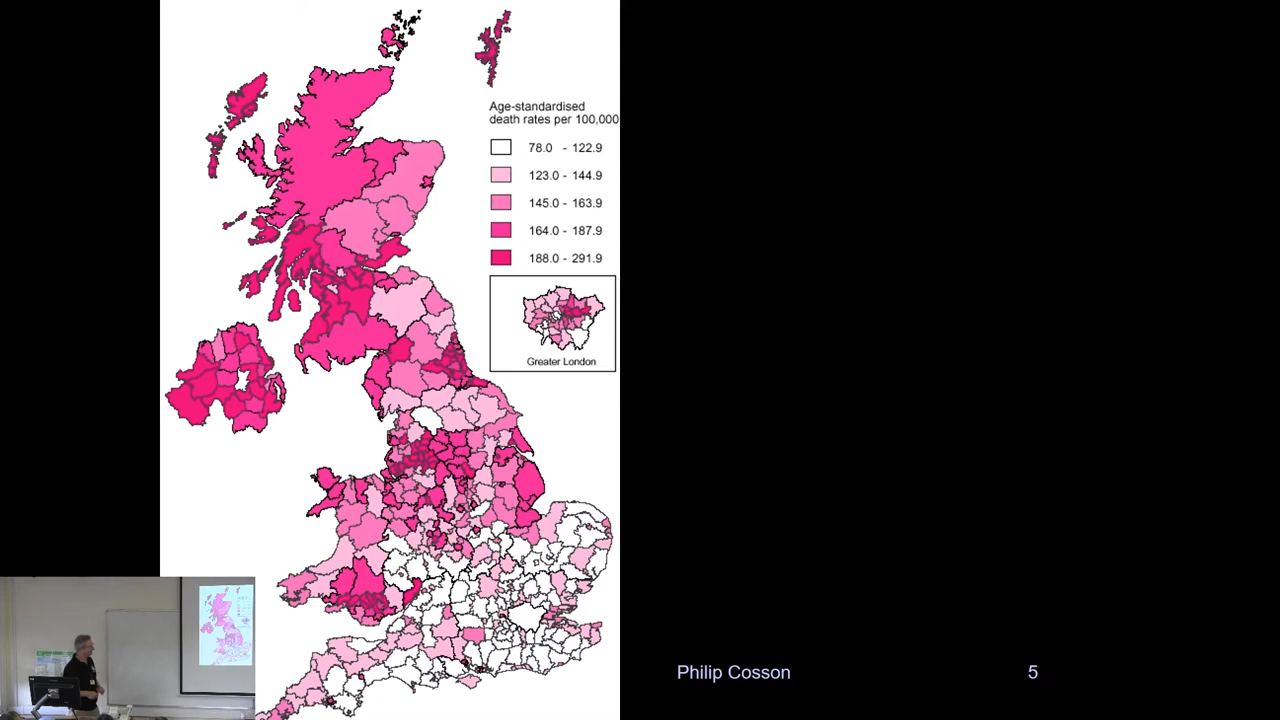 Age-standardised
death rates per 100,000
78.0 - 122.9
123.0 - 144.9
145.0 - 163.9
164.0 - 187.9
188.0 - 291.9
Greater London
Philip Cosson
5